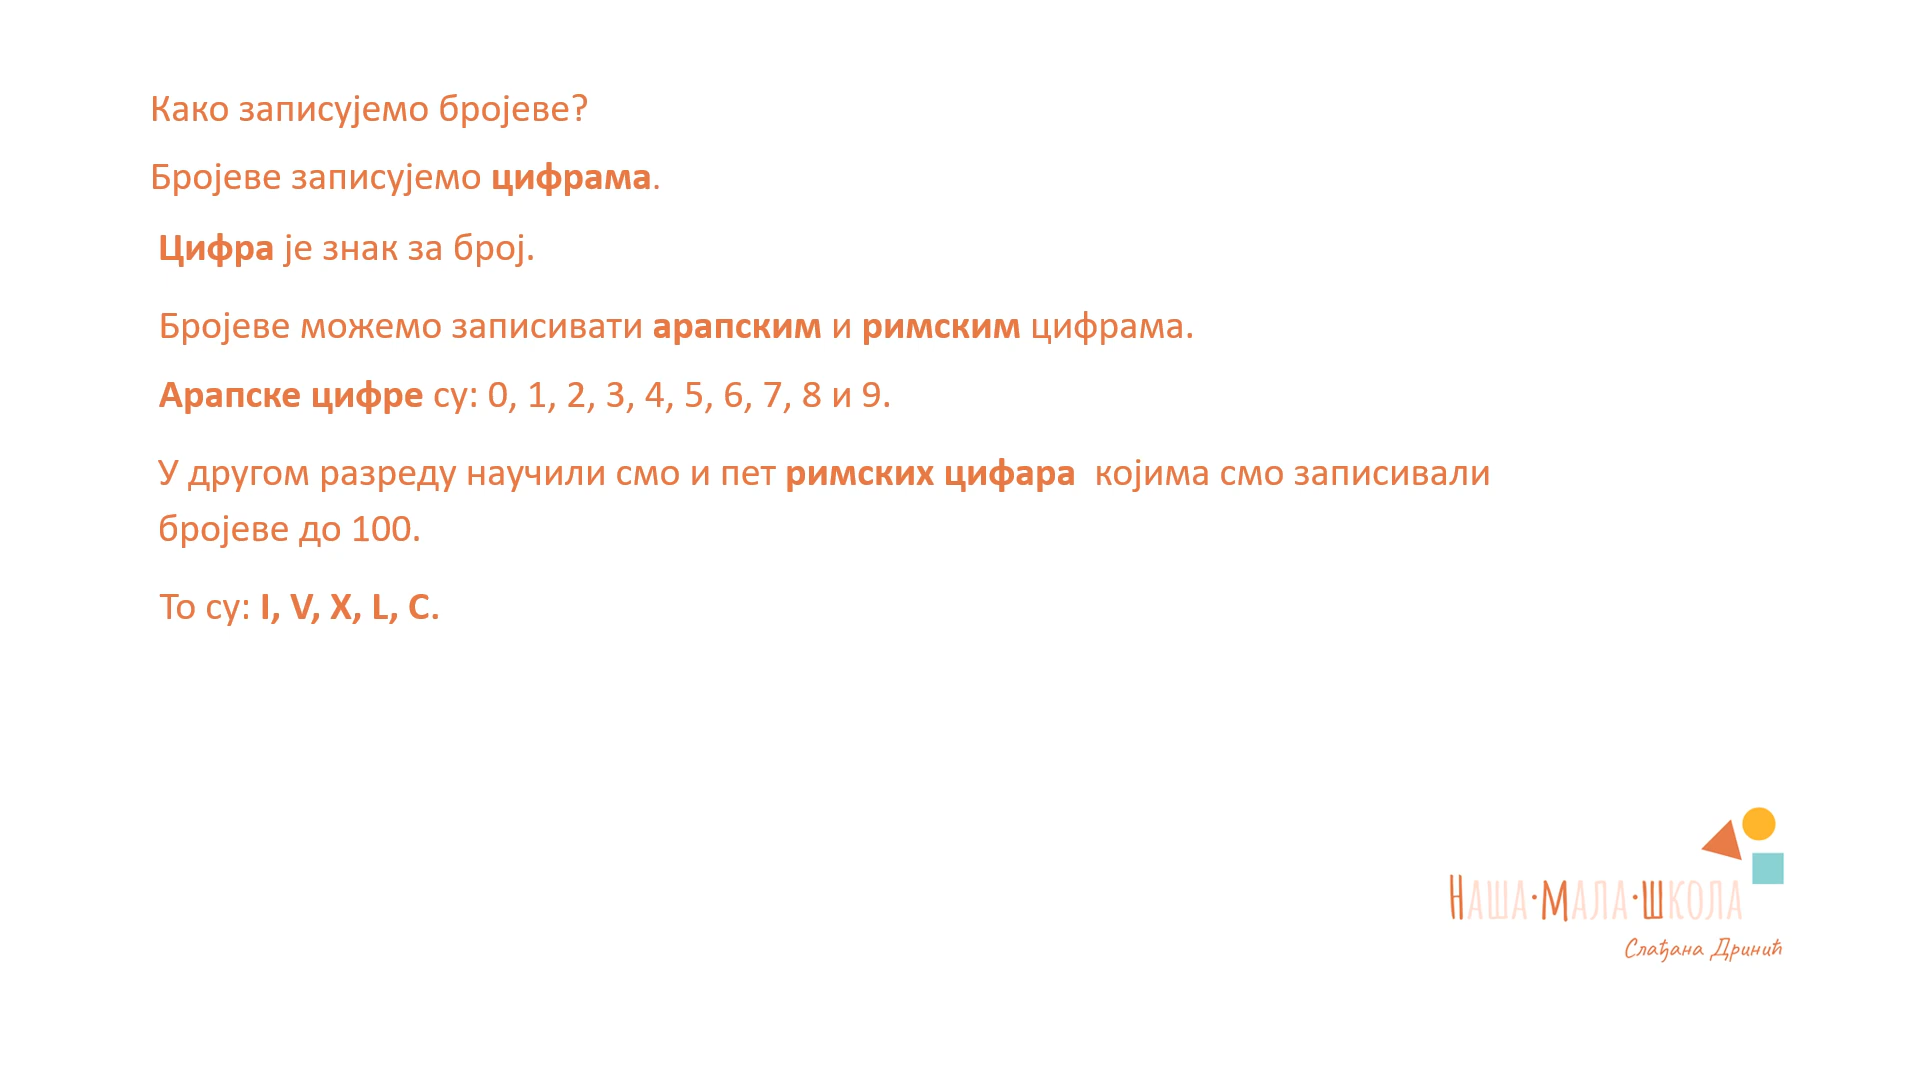 Како записујемо бројеве?
Бројеве записујемо цифрама.
Цифра је знак за број.
Бројеве можемо записивати арапским и римским цифрама.
Арапске цифре су: 0, 1, 2, 3, 4, 5, 6, 7, 8 и 9.
У другом разреду научили смо и пет римских цифара којима смо записивали
бројеве до 100.
То су: I, V, X, L, C.
НАША·МАЛА·ШКОЛА
Слађана Дринић